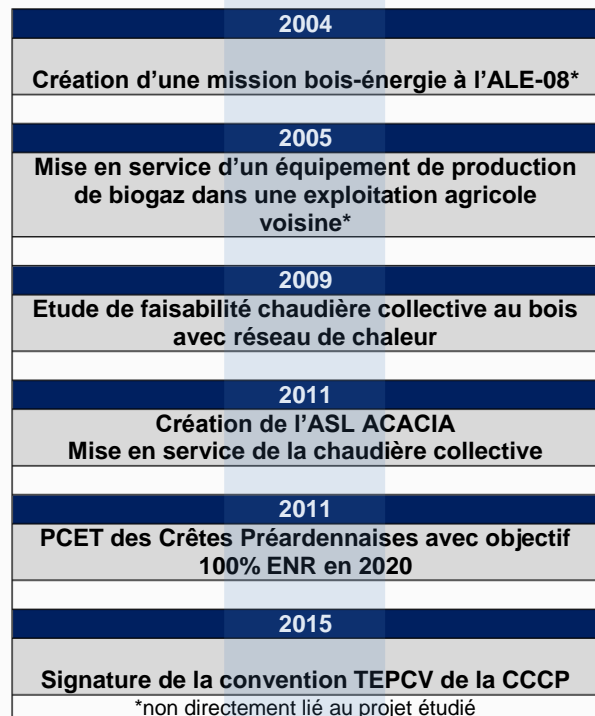 2004
Création d’une mission bois-énergie à l’ALE-08*
2005
Mise en service d’un équipement de production
de biogaz dans une exploitation agricole
voisine*
2009
Etude de faisabilité chaudière collective au bois
avec réseau de chaleur
2011
Création de l’ASL ACACIA
Mise en service de la chaudière collective
2011
PCET des Crêtes Préardennaises avec objectif
100% ENR en 2020
2015
Signature de la convention TEPCV de la CCCP
*non directement lié au projet étudié